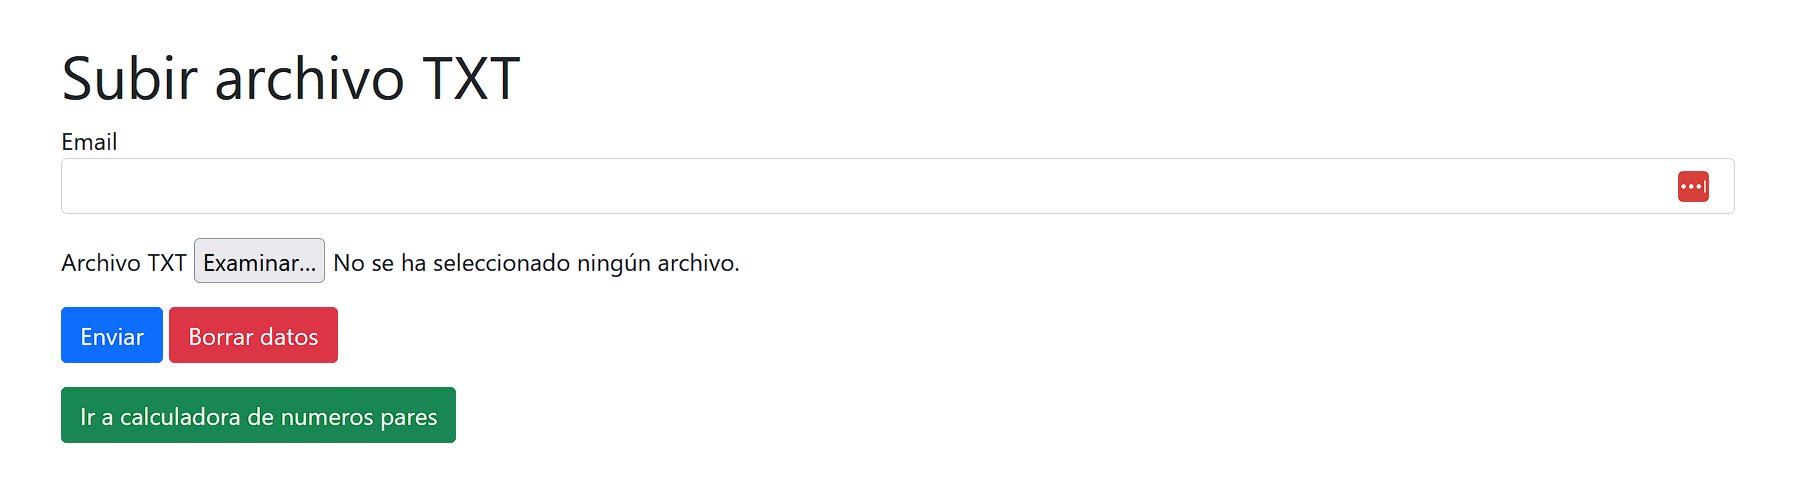 Subir archivo TXT
Email
Archivo TXT Examinar... No se ha seleccionado ningún archivo.
Enviar Borrar datos
Ir a calculadora de numeros pares